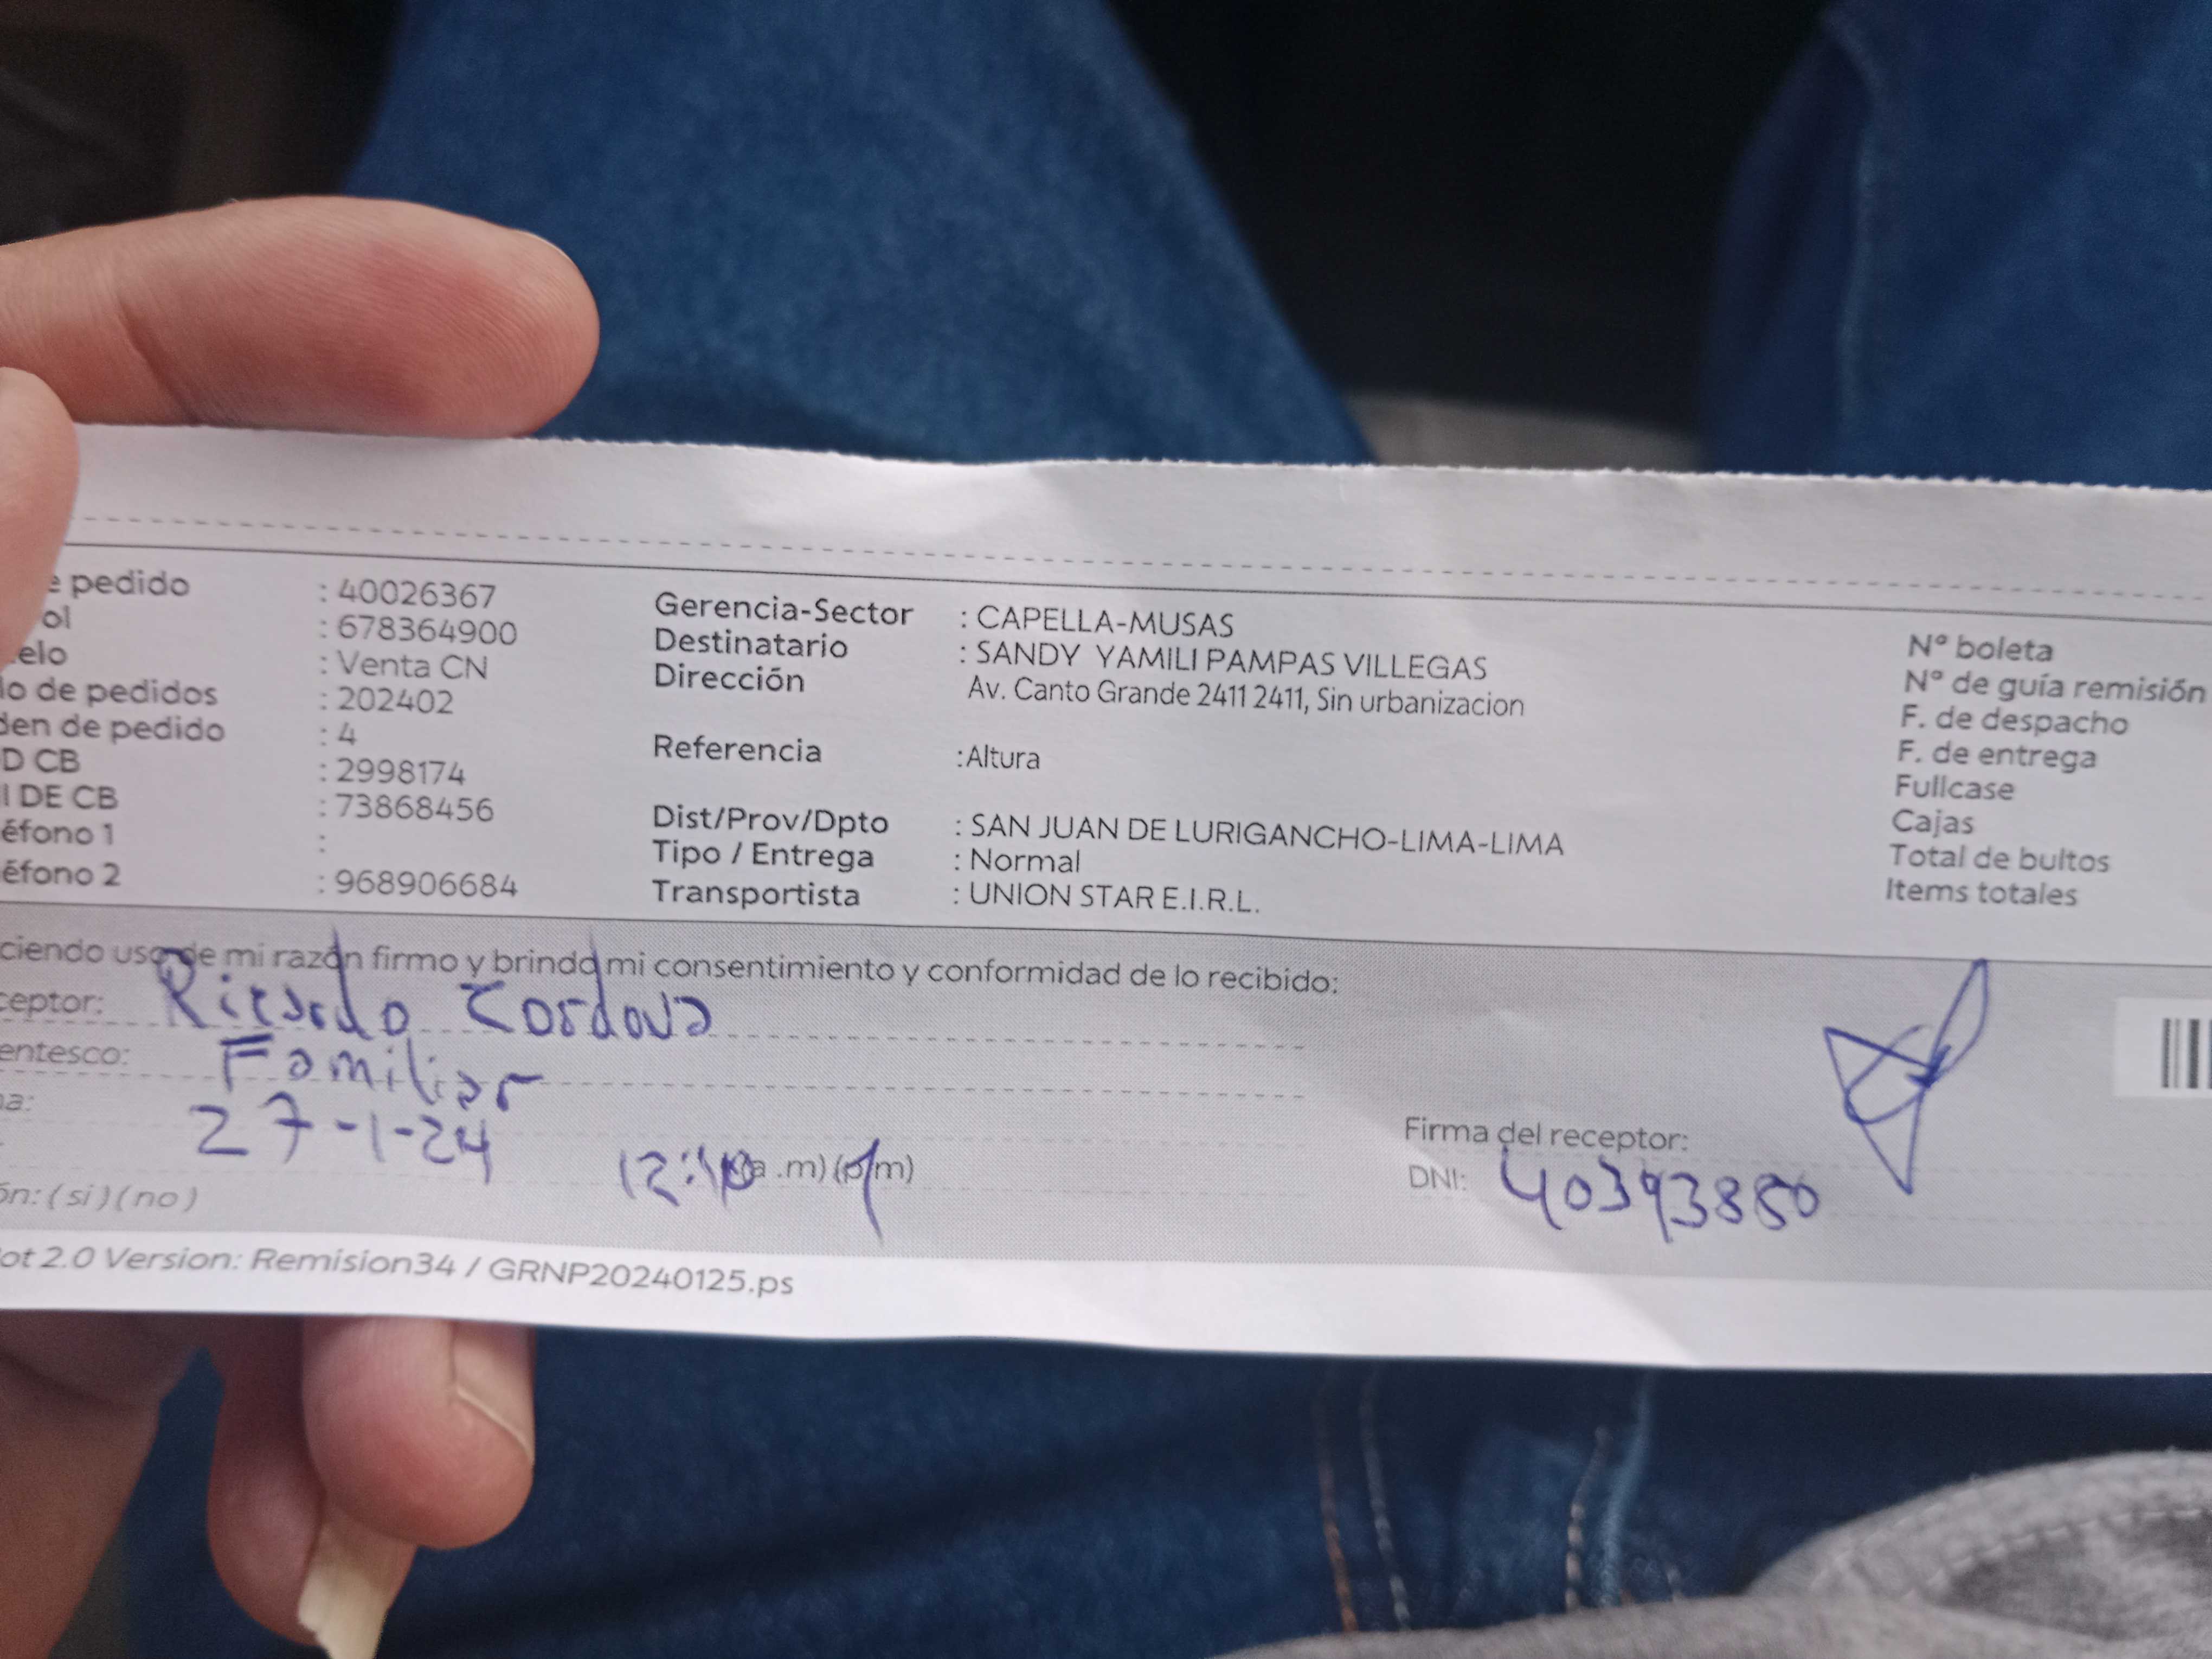 e pedido : 40026367
ol : 678364900
elo : Venta CN
lo de pedidos : 202402
den de pedido : 4
D CB : 2998174
I DE CB : 73868456
éfono 1 :
éfono 2 : 968906684
Gerencia-Sector : CAPELLA-MUSAS
Destinatario : SANDY YAMILI PAMPAS VILLEGAS
Dirección Av. Canto Grande 2411 2411, Sin urbanizacion
Referencia :Altura
Dist/Prov/Dpto : SAN JUAN DE LURIGANCHO-LIMA-LIMA
Tipo / Entrega : Normal
Transportista : UNION STAR E.I.R.L.
Nº boleta
Nº de guía remisión
F. de despacho
F. de entrega
Fullcase
Cajas
Total de bultos
Items totales
ciendo uso de mi razón firmo y brindo mi consentimiento y conformidad de lo recibido:
ceptor: Ricardo Cordova
entesco: Familiar
na: 27-1-24
12:10 (a .m) (p.m)
ón: ( si ) ( no )
Firma del receptor:
DNI: 40393850
ot 2.0 Version: Remision34 / GRNP20240125.ps